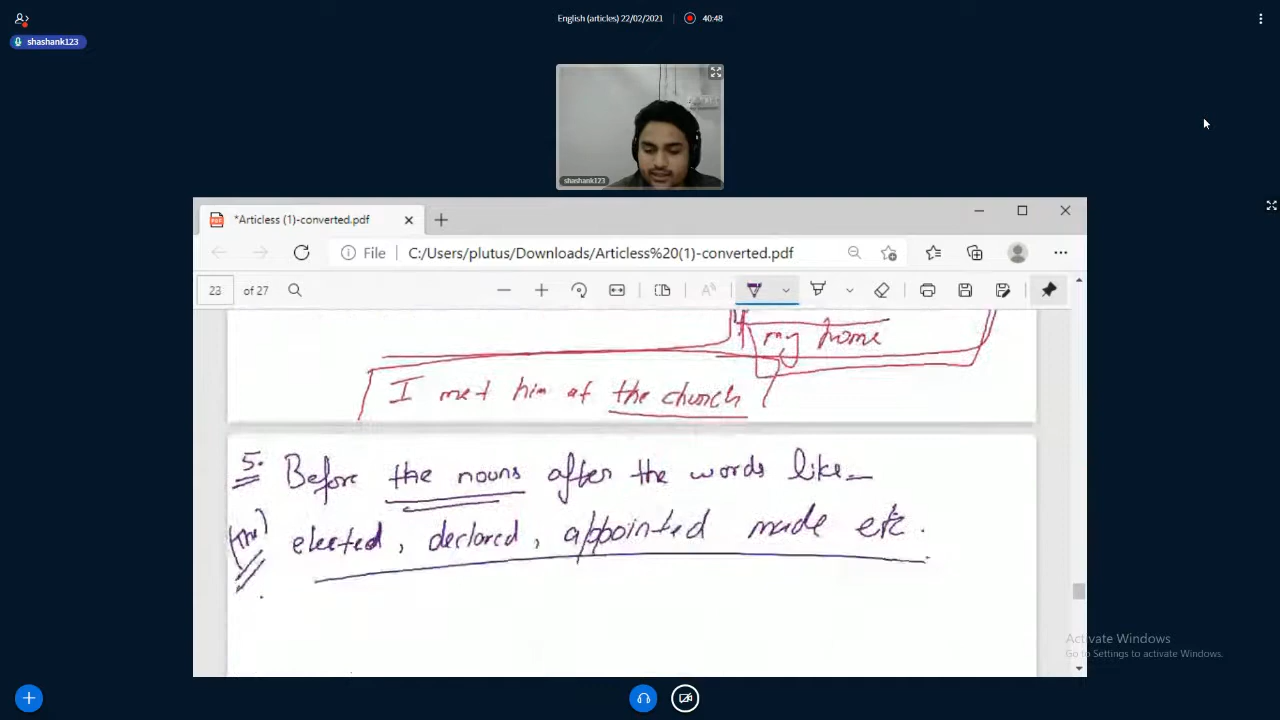 English (articles) 22/02/2021 40:48
shashank123
shashank123
*Articless (1)-converted.pdf
File C:/Users/plutus/Downloads/Articless%20(1)-converted.pdf
23 of 27
my home
I met him at the church
5. Before the nouns after the words like-
(the) elected, declared, appointed made etc.
Activate Windows
Go to Settings to activate Windows.